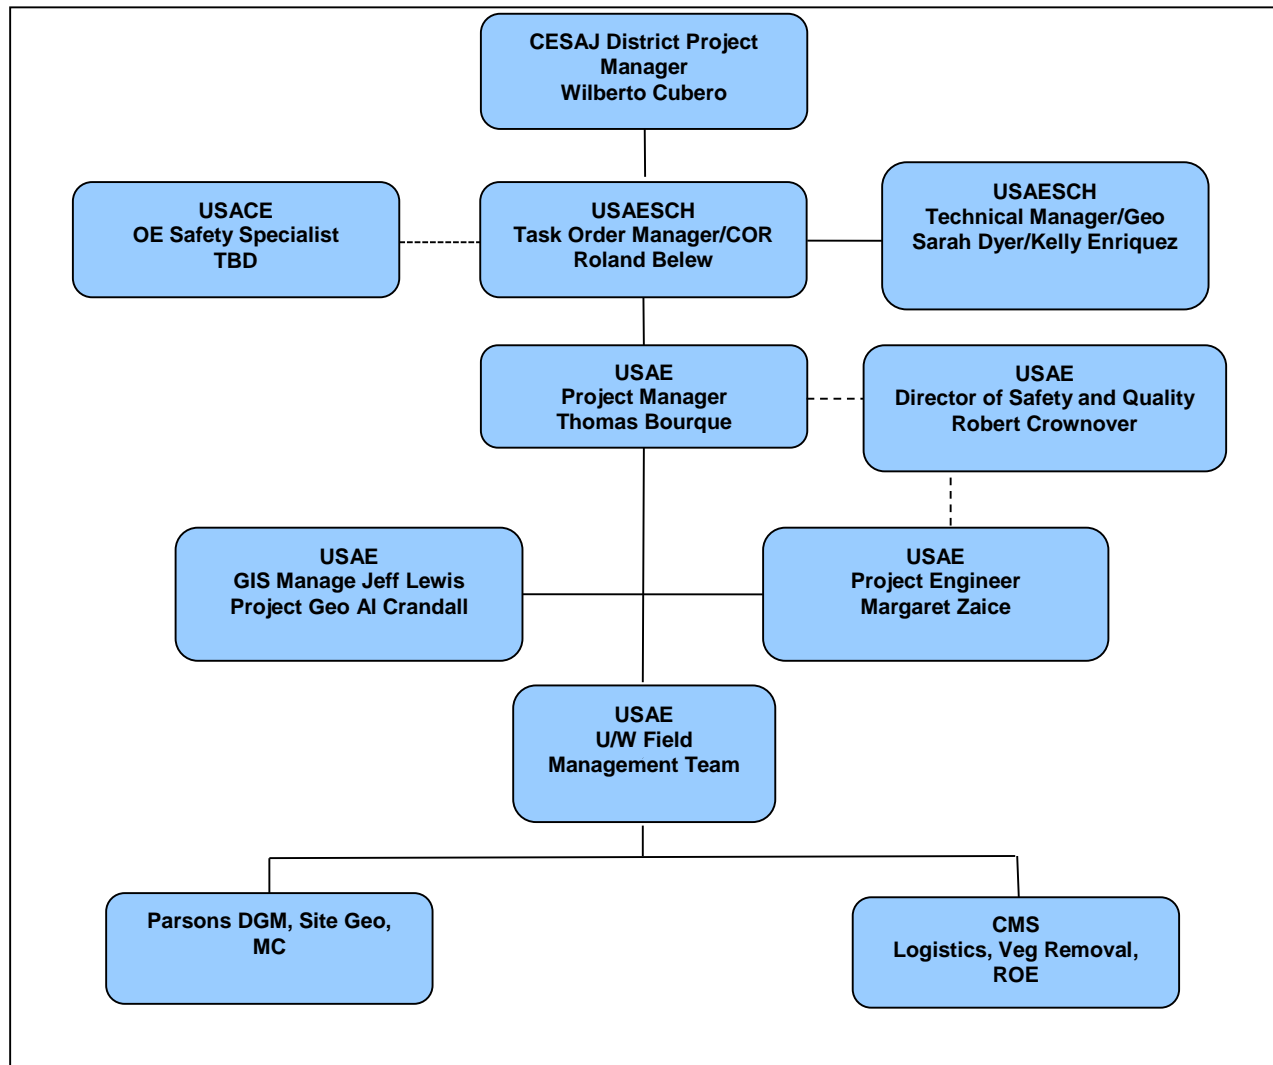 CESAJ District Project
Manager
Wilberto Cubero
USACE
OE Safety Specialist
TBD
USAESCH
Task Order Manager/COR
Roland Belew
USAESCH
Technical Manager/Geo
Sarah Dyer/Kelly Enriquez
USAE
Project Manager
Thomas Bourque
USAE
Director of Safety and Quality
Robert Crownover
USAE
GIS Manage Jeff Lewis
Project Geo Al Crandall
USAE
Project Engineer
Margaret Zaice
USAE
U/W Field
Management Team
Parsons DGM, Site Geo,
MC
CMS
Logistics, Veg Removal,
ROE